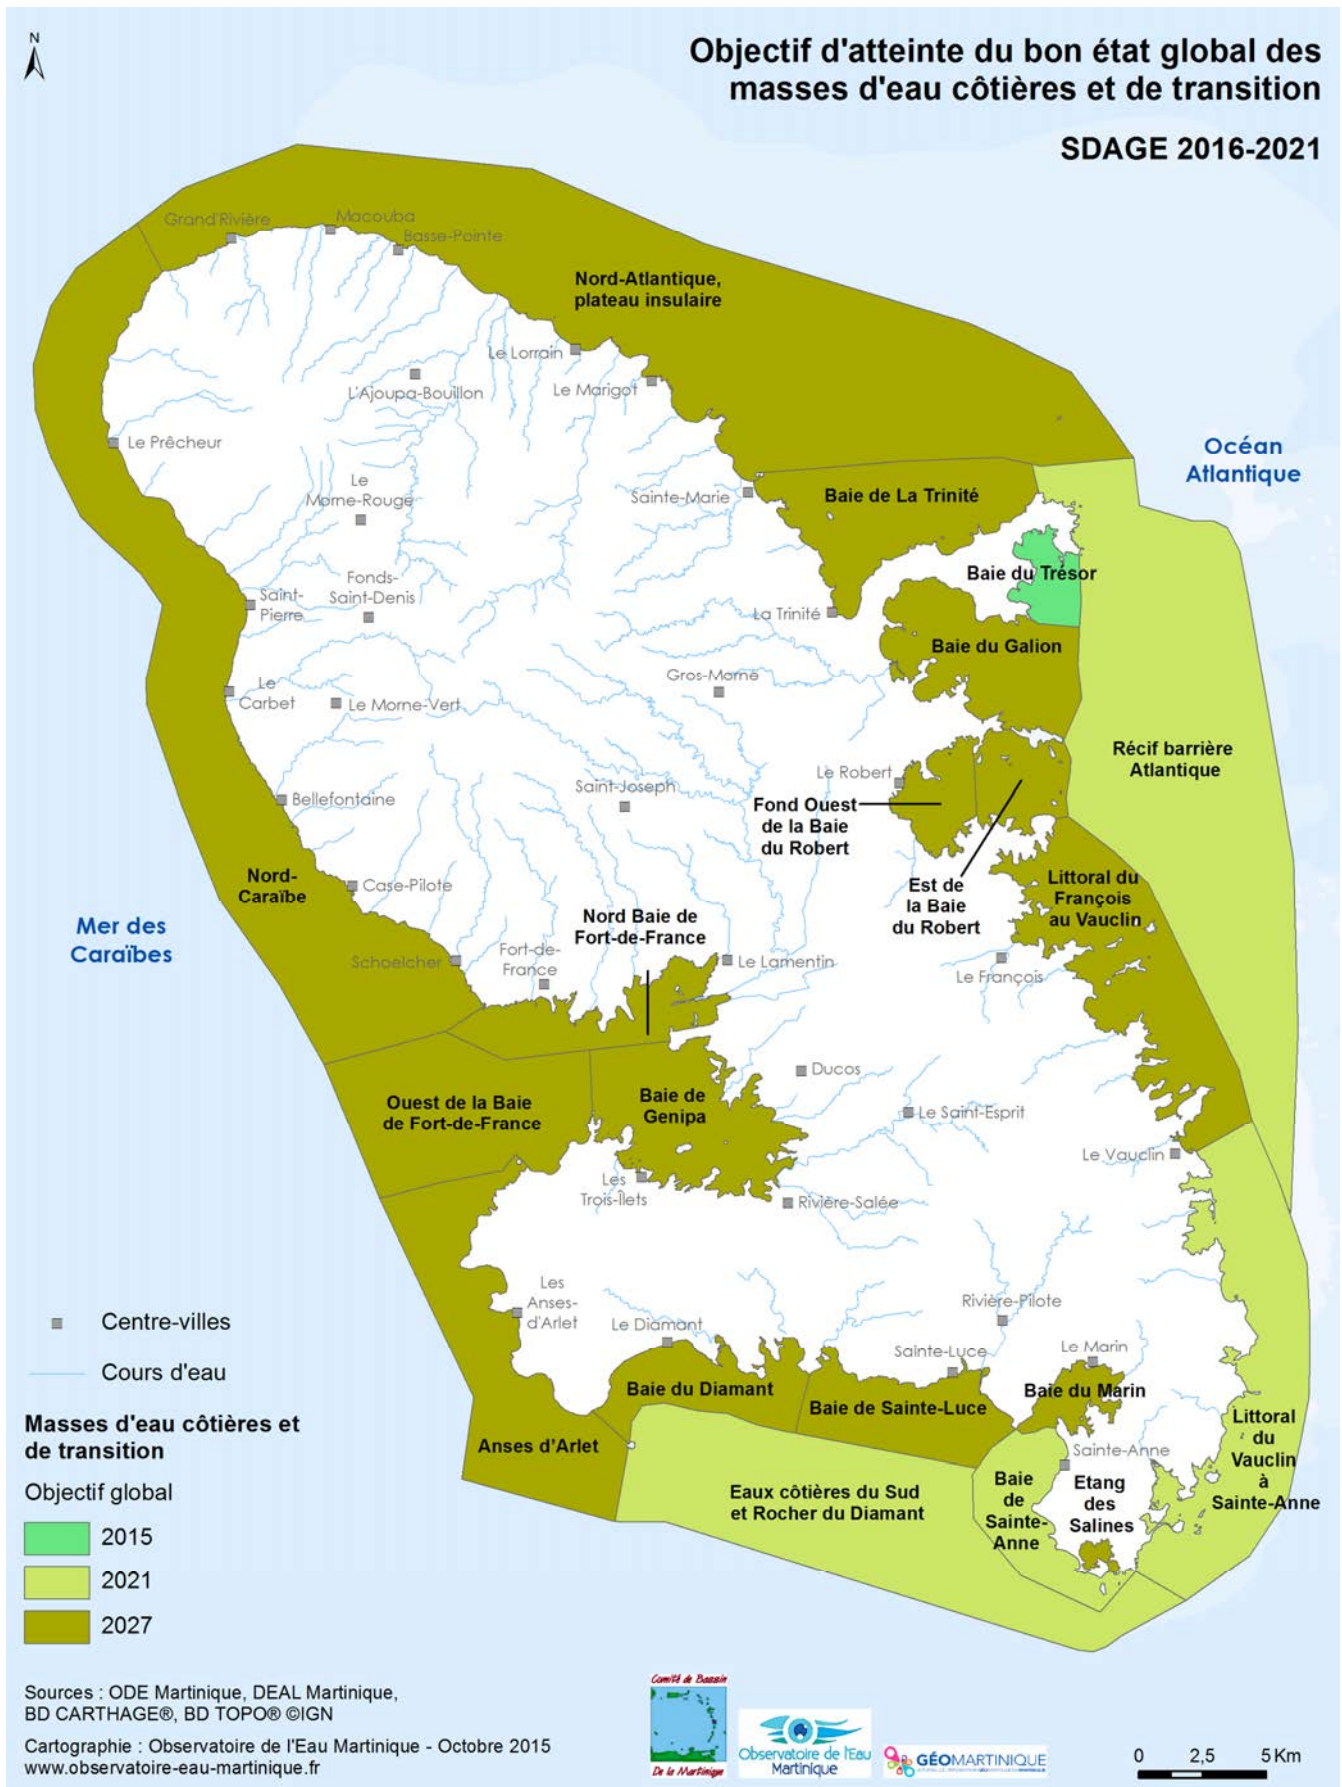 N
Objectif d'atteinte du bon état global des
masses d'eau côtières et de transition
SDAGE 2016-2021
Grand'Rivière
Macouba
Basse-Pointe
Nord-Atlantique,
plateau insulaire
Le Lorrain
L'Ajoupa-Bouillon
Le Marigot
Le Prêcheur
Océan
Atlantique
Le
Morne-Rouge
Sainte-Marie
Baie de La Trinité
Baie du Trésor
Fonds-
Saint-Denis
Saint-
Pierre
La Trinité
Baie du Galion
Gros-Morne
Le
Carbet
Le Morne-Vert
Récif barrière
Atlantique
Le Robert
Saint-Joseph
Bellefontaine
Fond Ouest
de la Baie
du Robert
Est de
la Baie
du Robert
Littoral du
François
au Vauclin
Nord-
Caraïbe
Case-Pilote
Mer des
Caraïbes
Nord Baie de
Fort-de-France
Schoelcher
Fort-de-
France
Le Lamentin
Le François
Ducos
Ouest de la Baie
de Fort-de-France
Baie de
Genipa
Le Saint-Esprit
Le Vauclin
Les
Trois-Îlets
Rivière-Salée
Les
Anses-
d'Arlet
Le Diamant
Rivière-Pilote
Sainte-Luce
Le Marin
Baie du Diamant
Baie de Sainte-Luce
Baie du Marin
Anses d'Arlet
Sainte-Anne
Littoral
du
Vauclin
à
Sainte-Anne
Eaux côtières du Sud
et Rocher du Diamant
Baie
de
Sainte-
Anne
Etang
des
Salines
Centre-villes
Cours d'eau
Masses d'eau côtières et
de transition
Objectif global
2015
2021
2027
Sources : ODE Martinique, DEAL Martinique,
BD CARTHAGE®, BD TOPO® ©IGN
Cartographie : Observatoire de l'Eau Martinique - Octobre 2015
www.observatoire-eau-martinique.fr
Comité de Bassin
De la Martinique
Observatoire de l'Eau
Martinique
GÉOMARTINIQUE
0 2,5 5 Km